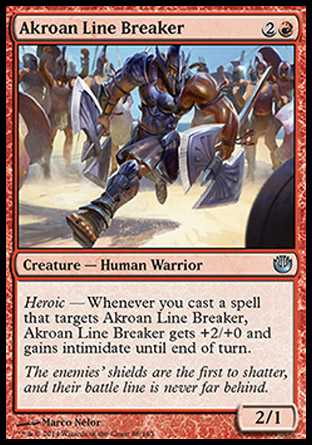 Akroan Line Breaker 2
Creature — Human Warrior
Heroic — Whenever you cast a spell
that targets Akroan Line Breaker,
Akroan Line Breaker gets +2/+0 and
gains intimidate until end of turn.
The enemies' shields are the first to shatter,
and their battle line is never far behind.
Marco Nelor
2/1